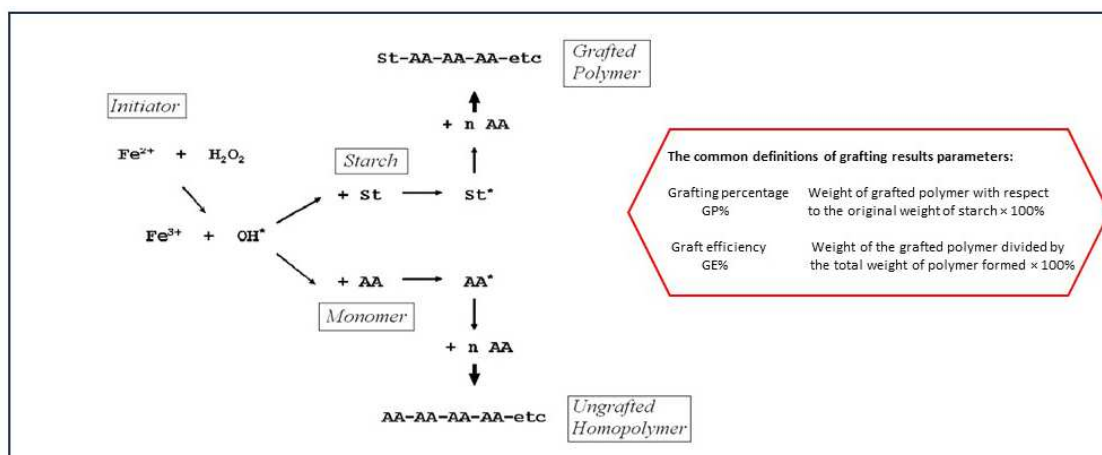 St-AA-AA-AA-etc
Grafted
Polymer
Initiator
+ n AA
Fe²⁺ + H₂O₂
Starch
+ St
St*
Fe³⁺ + OH*
+ AA
AA*
Monomer
+ n AA
AA-AA-AA-AA-etc
Ungrafted
Homopolymer
The common definitions of grafting results parameters:
Grafting percentage Weight of grafted polymer with respect
GP% to the original weight of starch × 100%
Graft efficiency Weight of the grafted polymer divided by
GE% the total weight of polymer formed × 100%